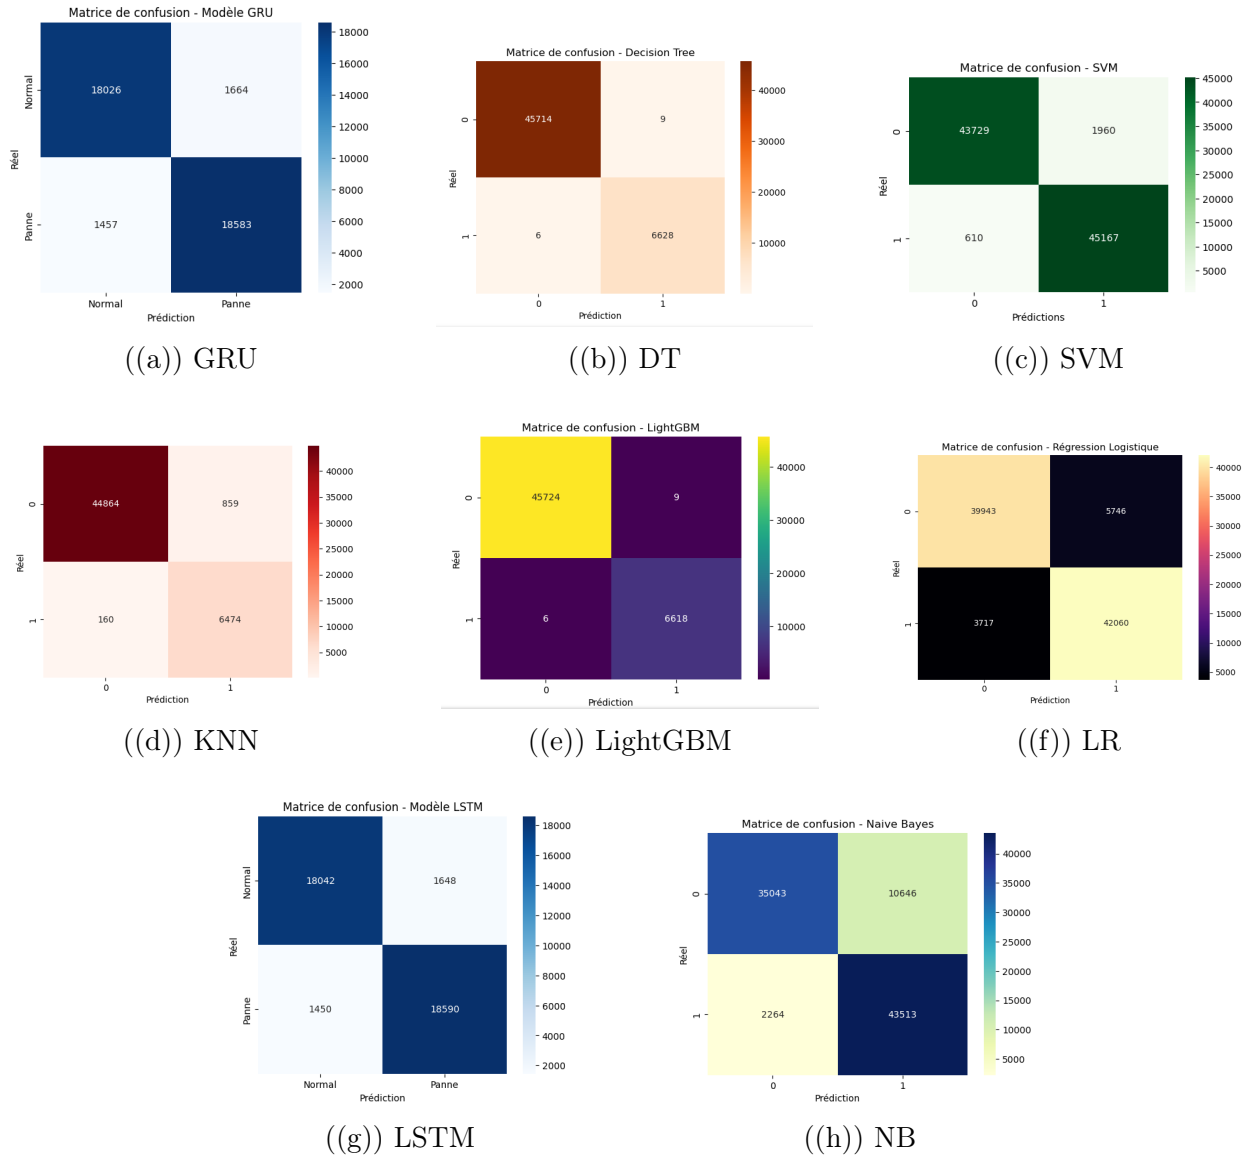 Matrice de confusion - Modèle GRU
Réel
Normal
Panne
18026
1664
1457
18583
Normal
Panne
Prédiction
18000
16000
14000
12000
10000
8000
6000
4000
2000
((a)) GRU
Matrice de confusion - Decision Tree
Réel
0
1
45714
9
6
6628
0
1
Prédiction
40000
30000
20000
10000
((b)) DT
Matrice de confusion - SVM
Réel
0
1
43729
1960
610
45167
0
1
Prédictions
45000
40000
35000
30000
25000
20000
15000
10000
5000
((c)) SVM
Réel
0
1
44864
859
160
6474
0
1
Prédiction
40000
35000
30000
25000
20000
15000
10000
5000
((d)) KNN
Matrice de confusion - LightGBM
Réel
0
1
45724
9
6
6618
0
1
Prédiction
40000
30000
20000
10000
((e)) LightGBM
Matrice de confusion - Régression Logistique
Réel
0
1
39943
5746
3717
42060
0
1
Prédiction
40000
35000
30000
25000
20000
15000
10000
5000
((f)) LR
Matrice de confusion - Modèle LSTM
Réel
Normal
Panne
18042
1648
1450
18590
Normal
Panne
Prédiction
18000
16000
14000
12000
10000
8000
6000
4000
2000
((g)) LSTM
Matrice de confusion - Naive Bayes
Réel
0
1
35043
10646
2264
43513
0
1
Prédiction
40000
35000
30000
25000
20000
15000
10000
5000
((h)) NB